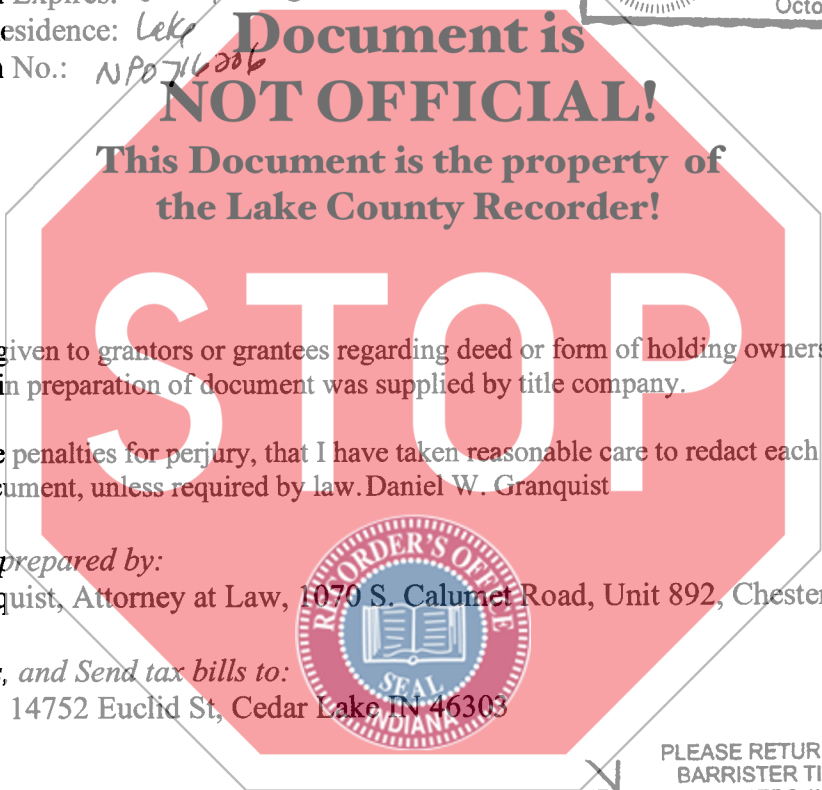 Expires:
Octo
esidence: Lake
No.: NP0716206
Document is
NOT OFFICIAL!
This Document is the property of
the Lake County Recorder!
STOP
given to grantors or grantees regarding deed or form of holding owners
in preparation of document was supplied by title company.
e penalties for perjury, that I have taken reasonable care to redact each
cument, unless required by law. Daniel W. Granquist
prepared by:
quist, Attorney at Law, 1070 S. Calumet Road, Unit 892, Chester
, and Send tax bills to:
14752 Euclid St, Cedar Lake IN 46303
RECORDER'S OFFICE
SEAL
INDIANA
PLEASE RETUR
BARRISTER TI